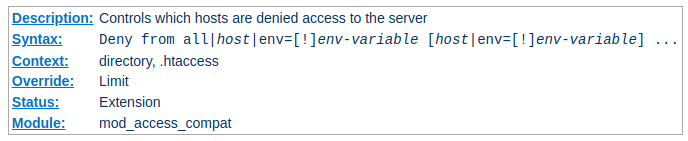 Description: Controls which hosts are denied access to the server
Syntax: Deny from all|host|env=[!]env-variable [host|env=[!]env-variable] ...
Context: directory, .htaccess
Override: Limit
Status: Extension
Module: mod_access_compat